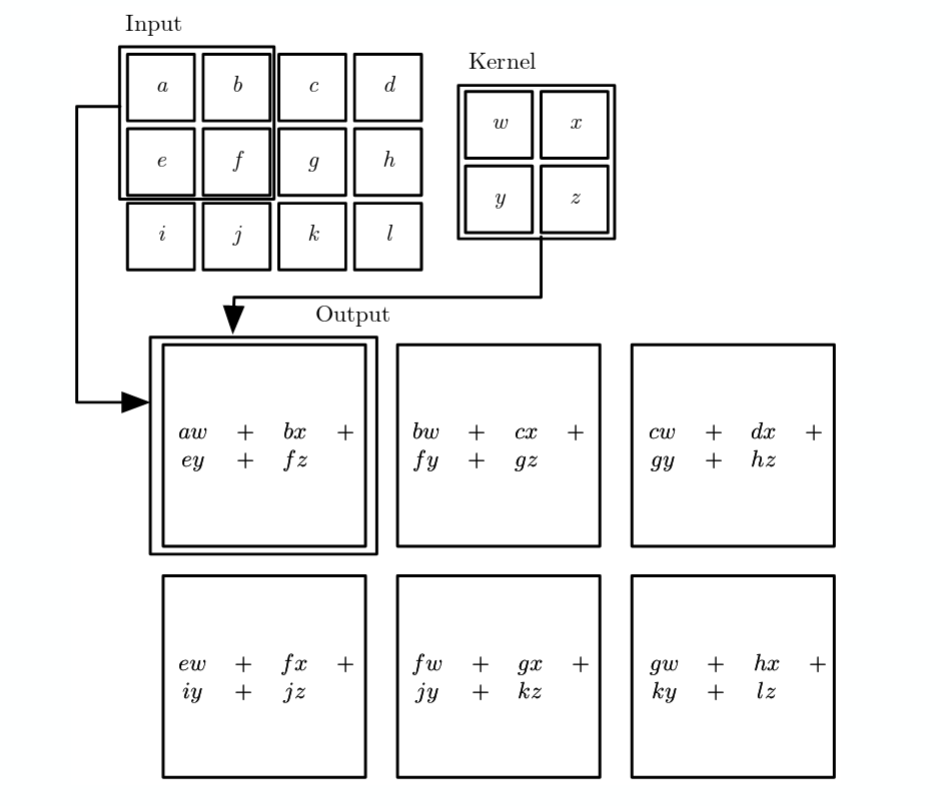 Input
a b c d
e f g h
i j k l
Kernel
w x
y z
Output
aw + bx +
ey + fz
bw + cx +
fy + gz
cw + dx +
gy + hz
ew + fx +
iy + jz
fw + gx +
jy + kz
gw + hx +
ky + lz